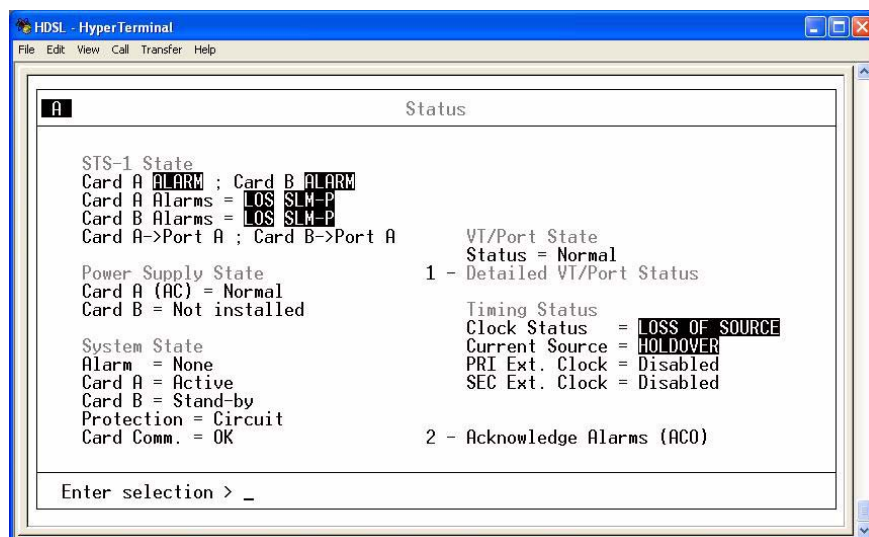 HDSL - HyperTerminal
File Edit View Call Transfer Help
A Status
STS-1 State
Card A ALARM ; Card B ALARM
Card A Alarms = LOS SLM-P
Card B Alarms = LOS SLM-P
Card A->Port A ; Card B->Port A
Power Supply State
Card A (AC) = Normal
Card B = Not installed
System State
Alarm = None
Card A = Active
Card B = Stand-by
Protection = Circuit
Card Comm. = OK
VT/Port State
Status = Normal
1 - Detailed VT/Port Status
Timing Status
Clock Status = LOSS OF SOURCE
Current Source = HOLDOVER
PRI Ext. Clock = Disabled
SEC Ext. Clock = Disabled
2 - Acknowledge Alarms (ACO)
Enter selection > _